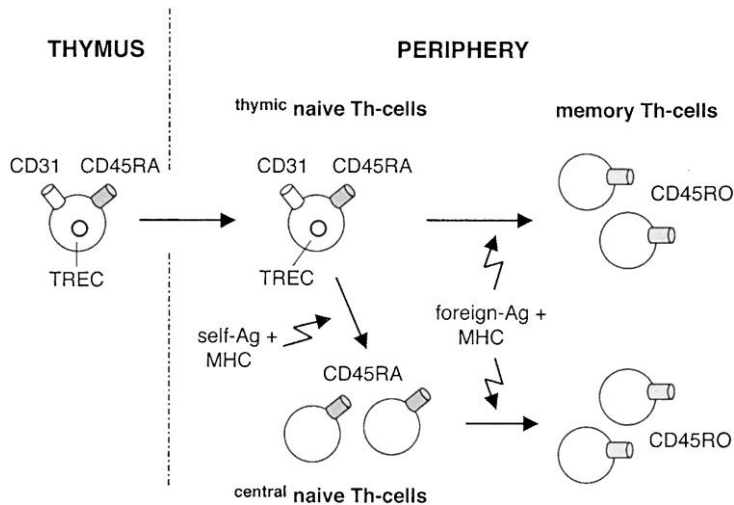 THYMUS
PERIPHERY
thymic naive Th-cells
memory Th-cells
CD31 CD45RA
CD31 CD45RA
CD45RO
TREC
TREC
self-Ag +
MHC
foreign-Ag +
MHC
CD45RA
CD45RO
central naive Th-cells